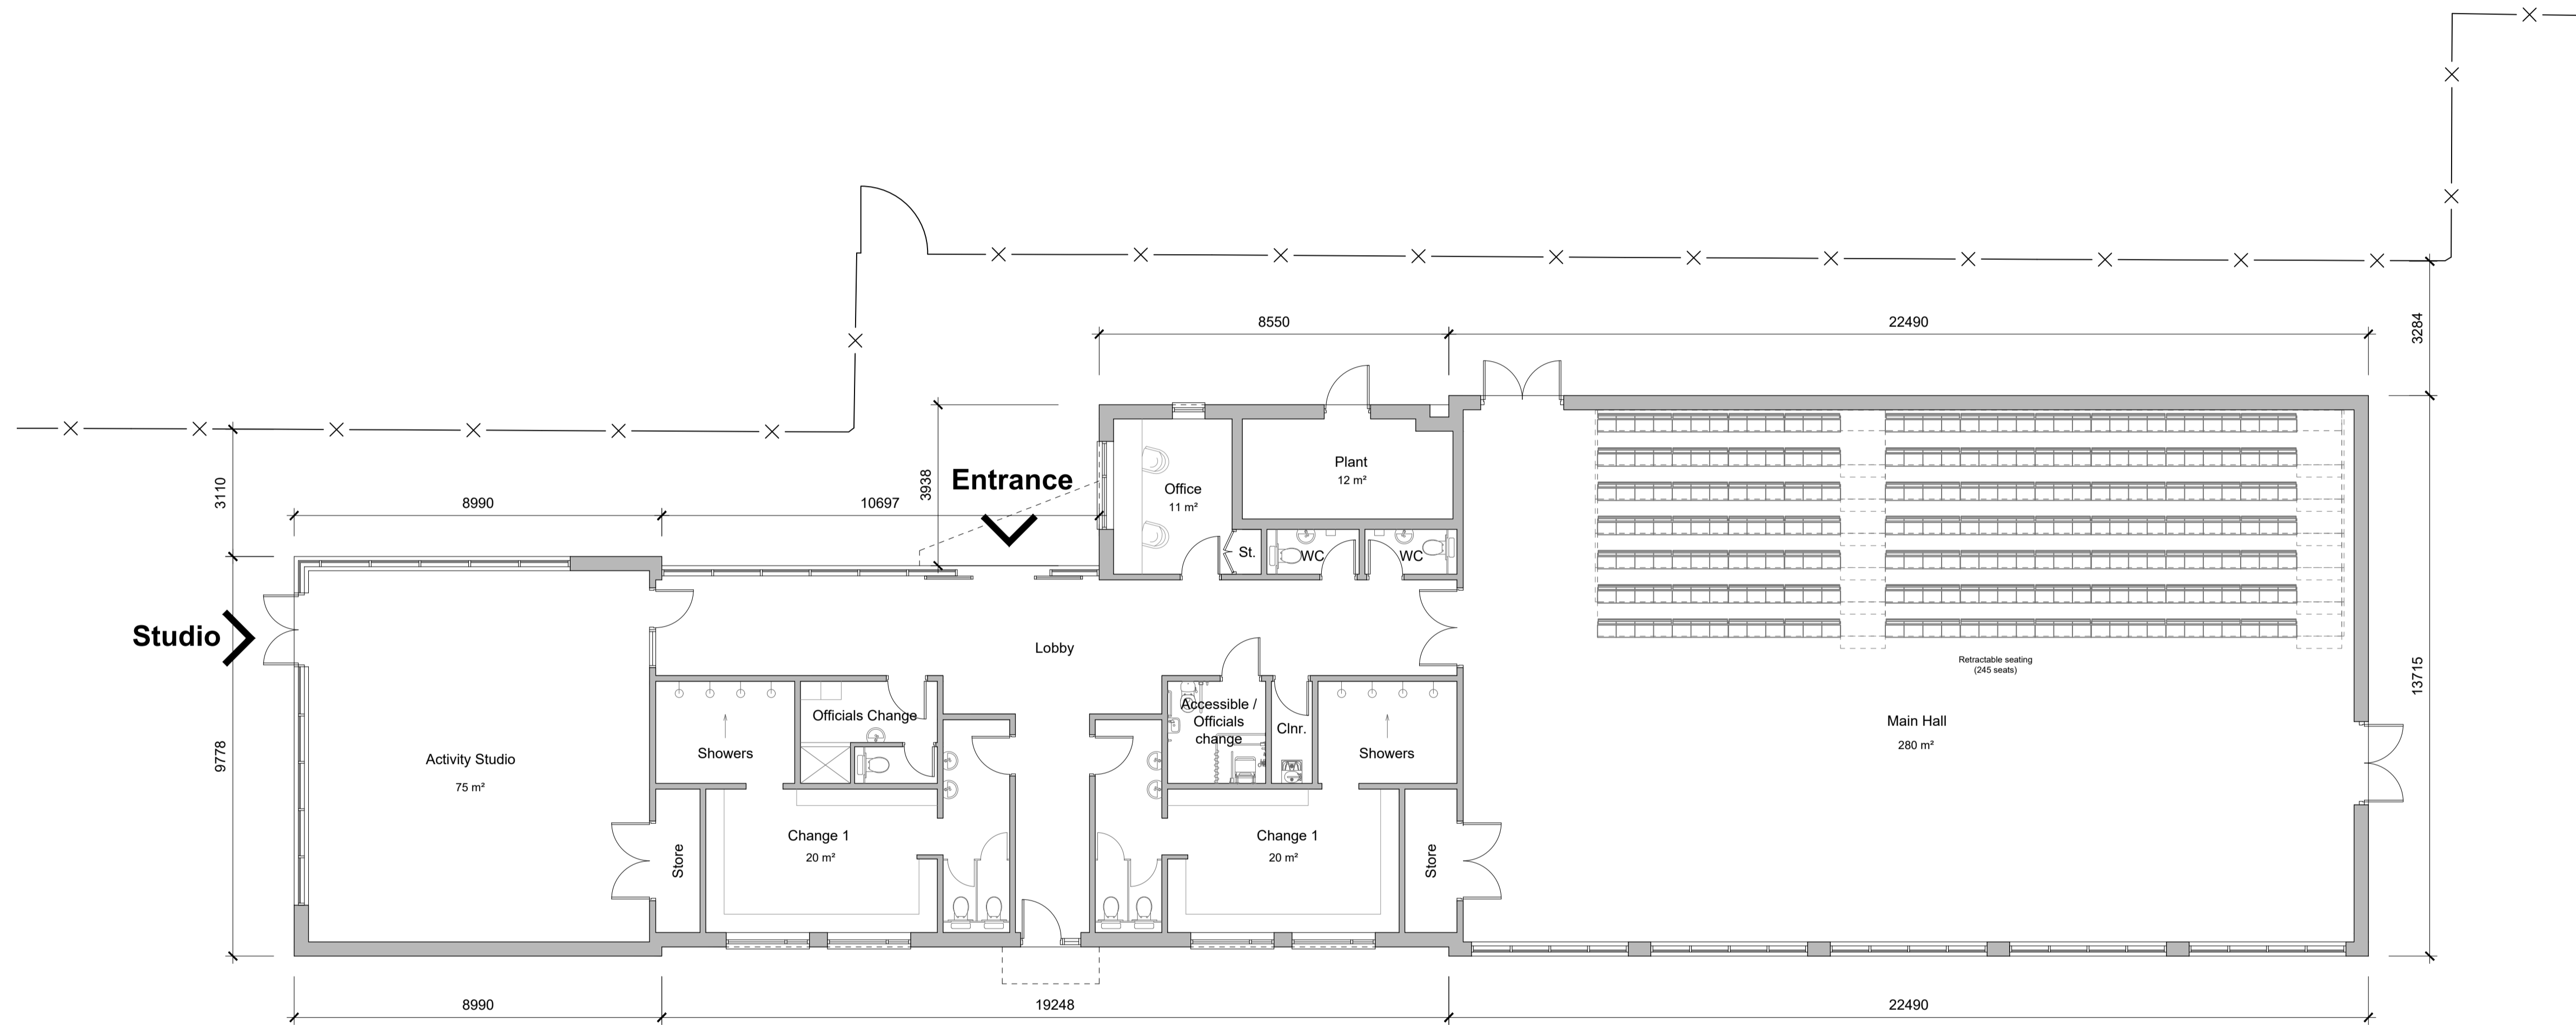 8550
22490
3284
3110
8990
10697
3938
Entrance
Plant
12 m²
Office
11 m²
St.
WC
WC
Studio
Lobby
Retractable seating
(245 seats)
13715
Officials Change
Accessible /
Officials
change
Clnr.
Showers
Showers
Main Hall
280 m²
9778
Activity Studio
75 m²
Change 1
20 m²
Change 1
20 m²
Store
Store
8990
19248
22490